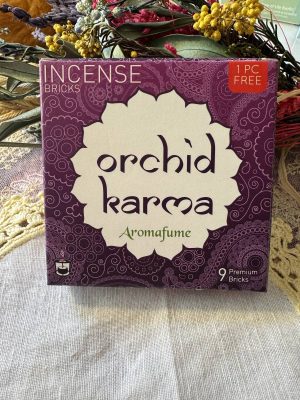 INCENSE
BRICKS
1 PC
FREE
orchid
karma
Aromafume
9 Premium
Bricks